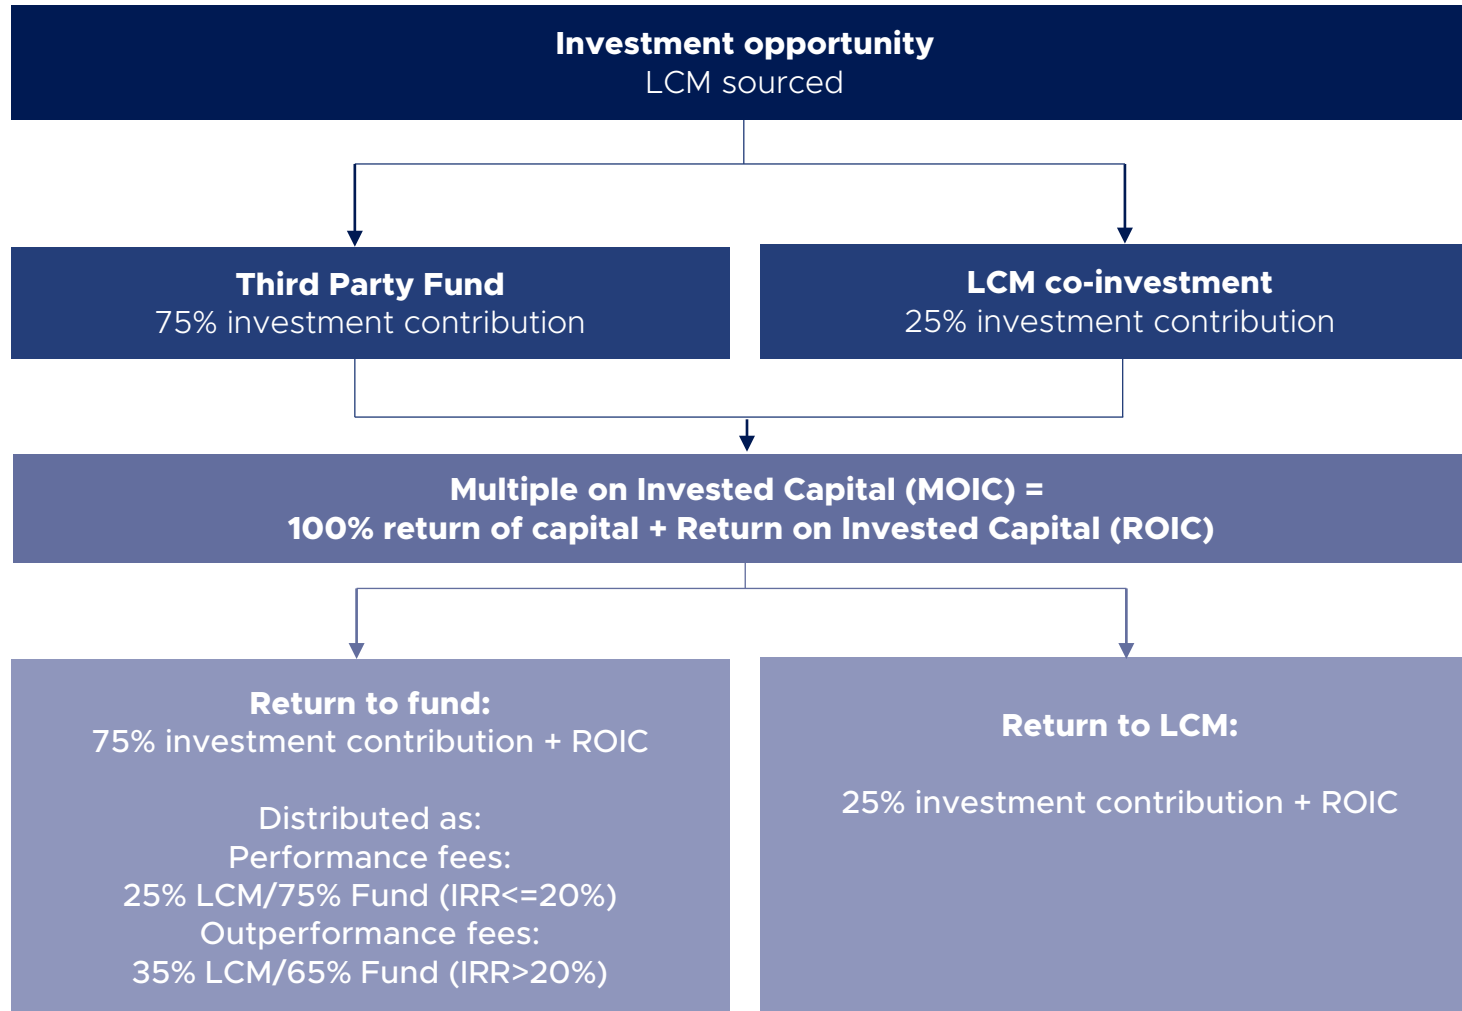 Investment opportunity
LCM sourced
Third Party Fund
75% investment contribution
LCM co-investment
25% investment contribution
Multiple on Invested Capital (MOIC) =
100% return of capital + Return on Invested Capital (ROIC)
Return to fund:
75% investment contribution + ROIC
Distributed as:
Performance fees:
25% LCM/75% Fund (IRR<=20%)
Outperformance fees:
35% LCM/65% Fund (IRR>20%)
Return to LCM:
25% investment contribution + ROIC